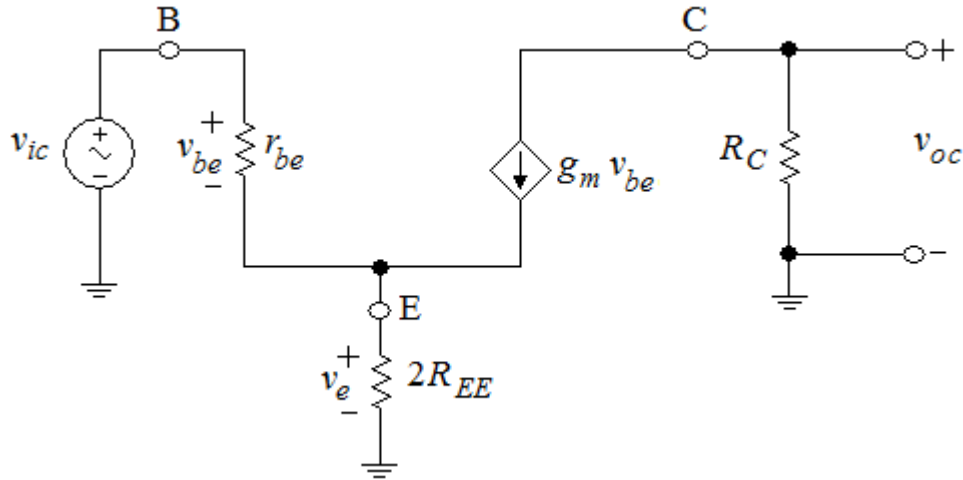 B
C
+
v_ic
+
~
−
+
v_be
−
r_be
g_m v_be
R_C
v_oc
−
E
+
v_e
−
2R_EE